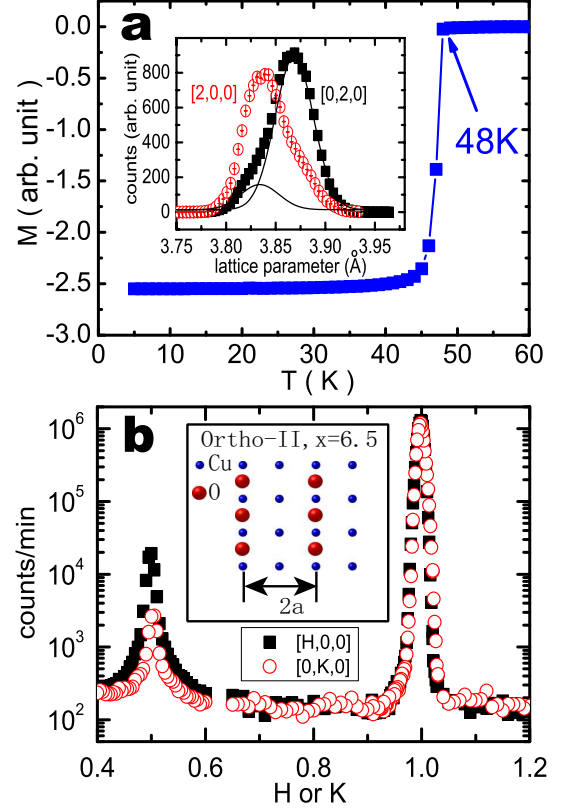 a
M ( arb. unit )
0.0
-0.5
-1.0
-1.5
-2.0
-2.5
-3.0
0 10 20 30 40 50 60
T ( K )
48K
counts (arb. unit)
800
600
400
200
0
[2,0,0] [0,2,0]
3.75 3.80 3.85 3.90 3.95
lattice parameter (Å)
b
counts/min
10^6
10^5
10^4
10^3
10^2
Ortho-II,x=6.5
Cu
O
2a
[H,0,0]
[0,K,0]
0.4 0.6 0.8 1.0 1.2
H or K